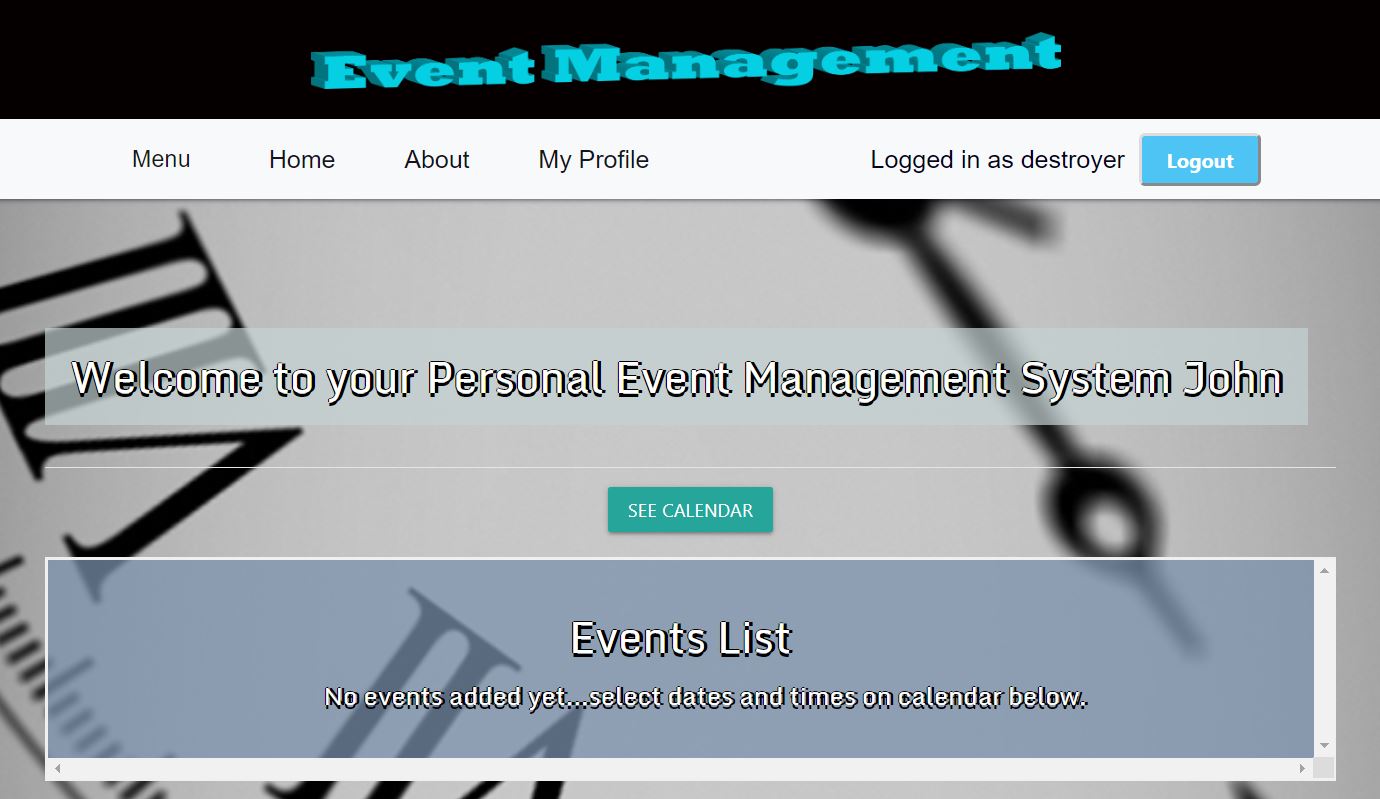 Event Management
Menu Home About My Profile Logged in as destroyer Logout
Welcome to your Personal Event Management System John
SEE CALENDAR
Events List
No events added yet...select dates and times on calendar below.